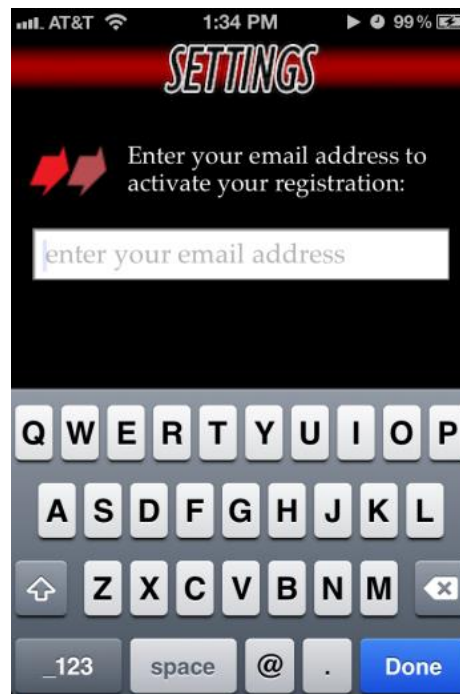 AT&T 1:34 PM 99%
SETTINGS
Enter your email address to
activate your registration:
enter your email address
Q W E R T Y U I O P
A S D F G H J K L
Z X C V B N M
_123 space @ . Done